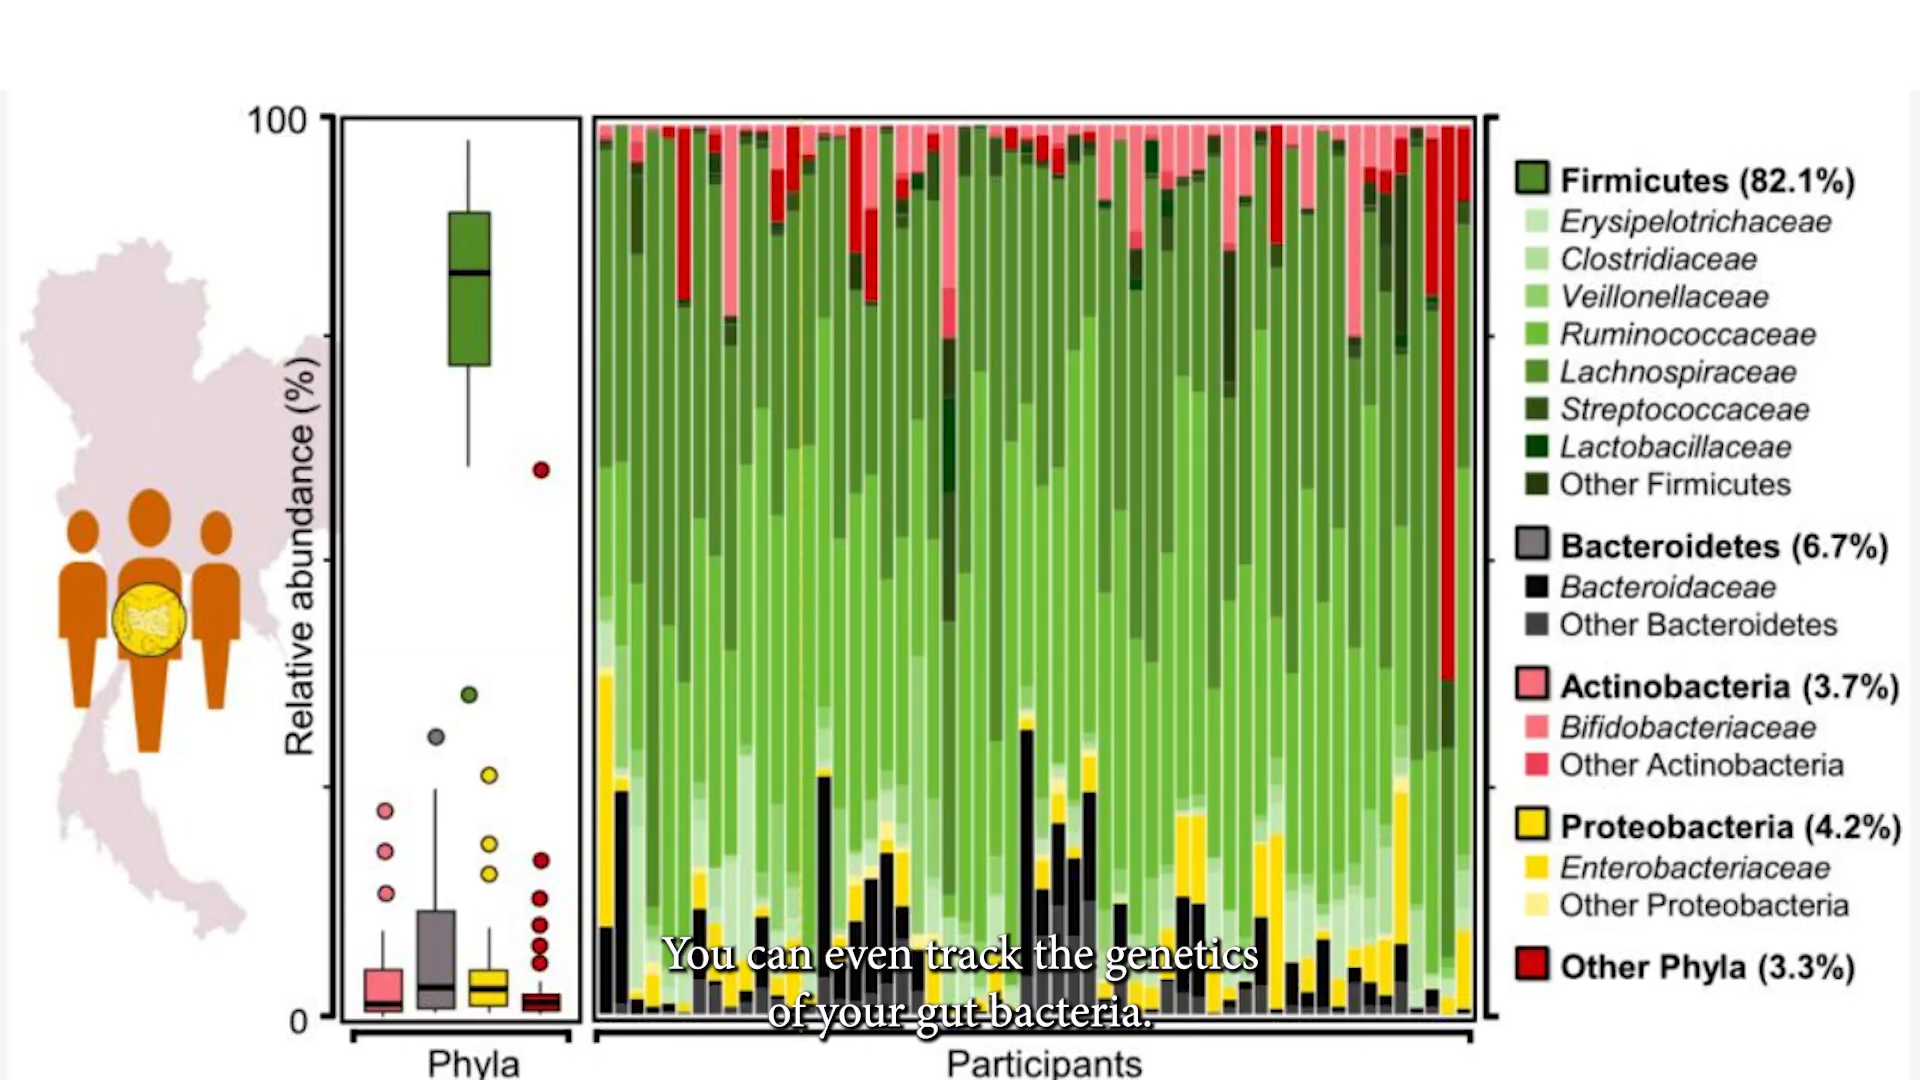 100
Relative abundance (%)
0
Phyla
Participants
Firmicutes (82.1%)
Erysipelotrichaceae
Clostridiaceae
Veillonellaceae
Ruminococcaceae
Lachnospiraceae
Streptococcaceae
Lactobacillaceae
Other Firmicutes
Bacteroidetes (6.7%)
Bacteroidaceae
Other Bacteroidetes
Actinobacteria (3.7%)
Bifidobacteriaceae
Other Actinobacteria
Proteobacteria (4.2%)
Enterobacteriaceae
Other Proteobacteria
Other Phyla (3.3%)
You can even track the genetics
of your gut bacteria.